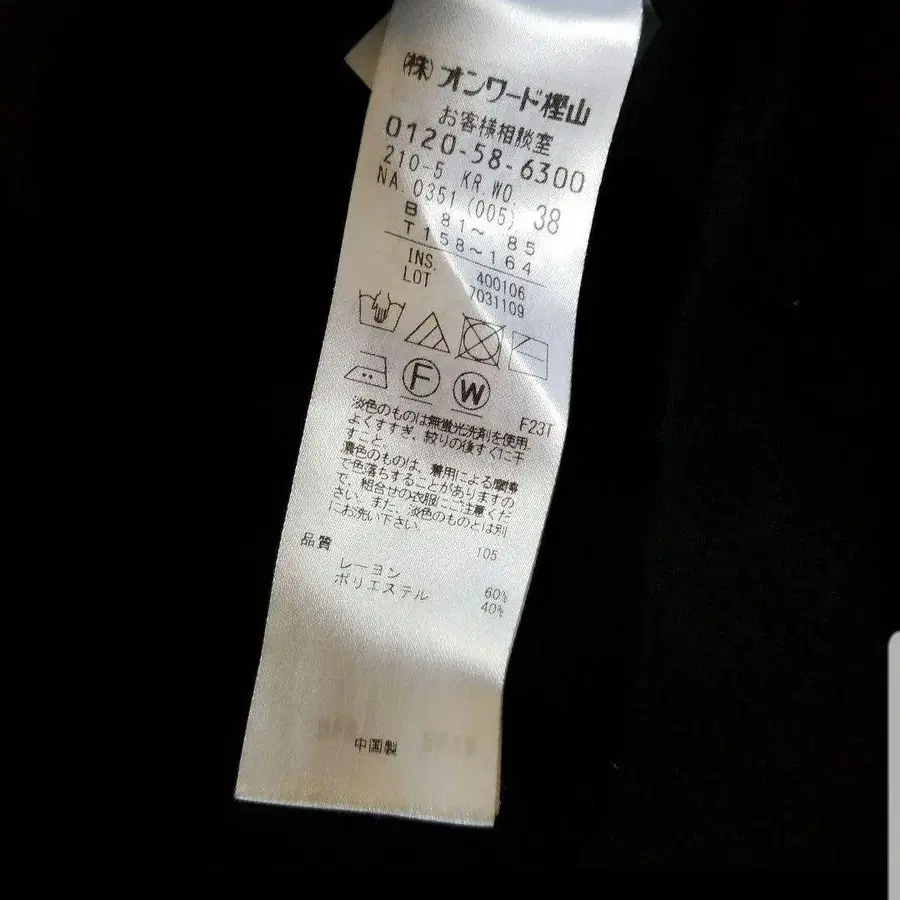 (株)オンワード樫山
お客様相談室
0120-58-6300
210-5 KR.WO.
NA. 0351 (005) 38
B 81~ 85
T158~164
INS. 400106
LOT 7031109
F
W
F23T
淡色のものは無蛍光洗剤を使用
よくすすぎ、絞りの後すぐに干
すこと。
濃色のものは、着用による摩擦
で色落ちすることがありますの
で、組合せの衣服にご注意くだ
さい。また、淡色のものとは別
にお洗い下さい
品質 105
レーヨン 60%
ポリエステル 40%
中国製